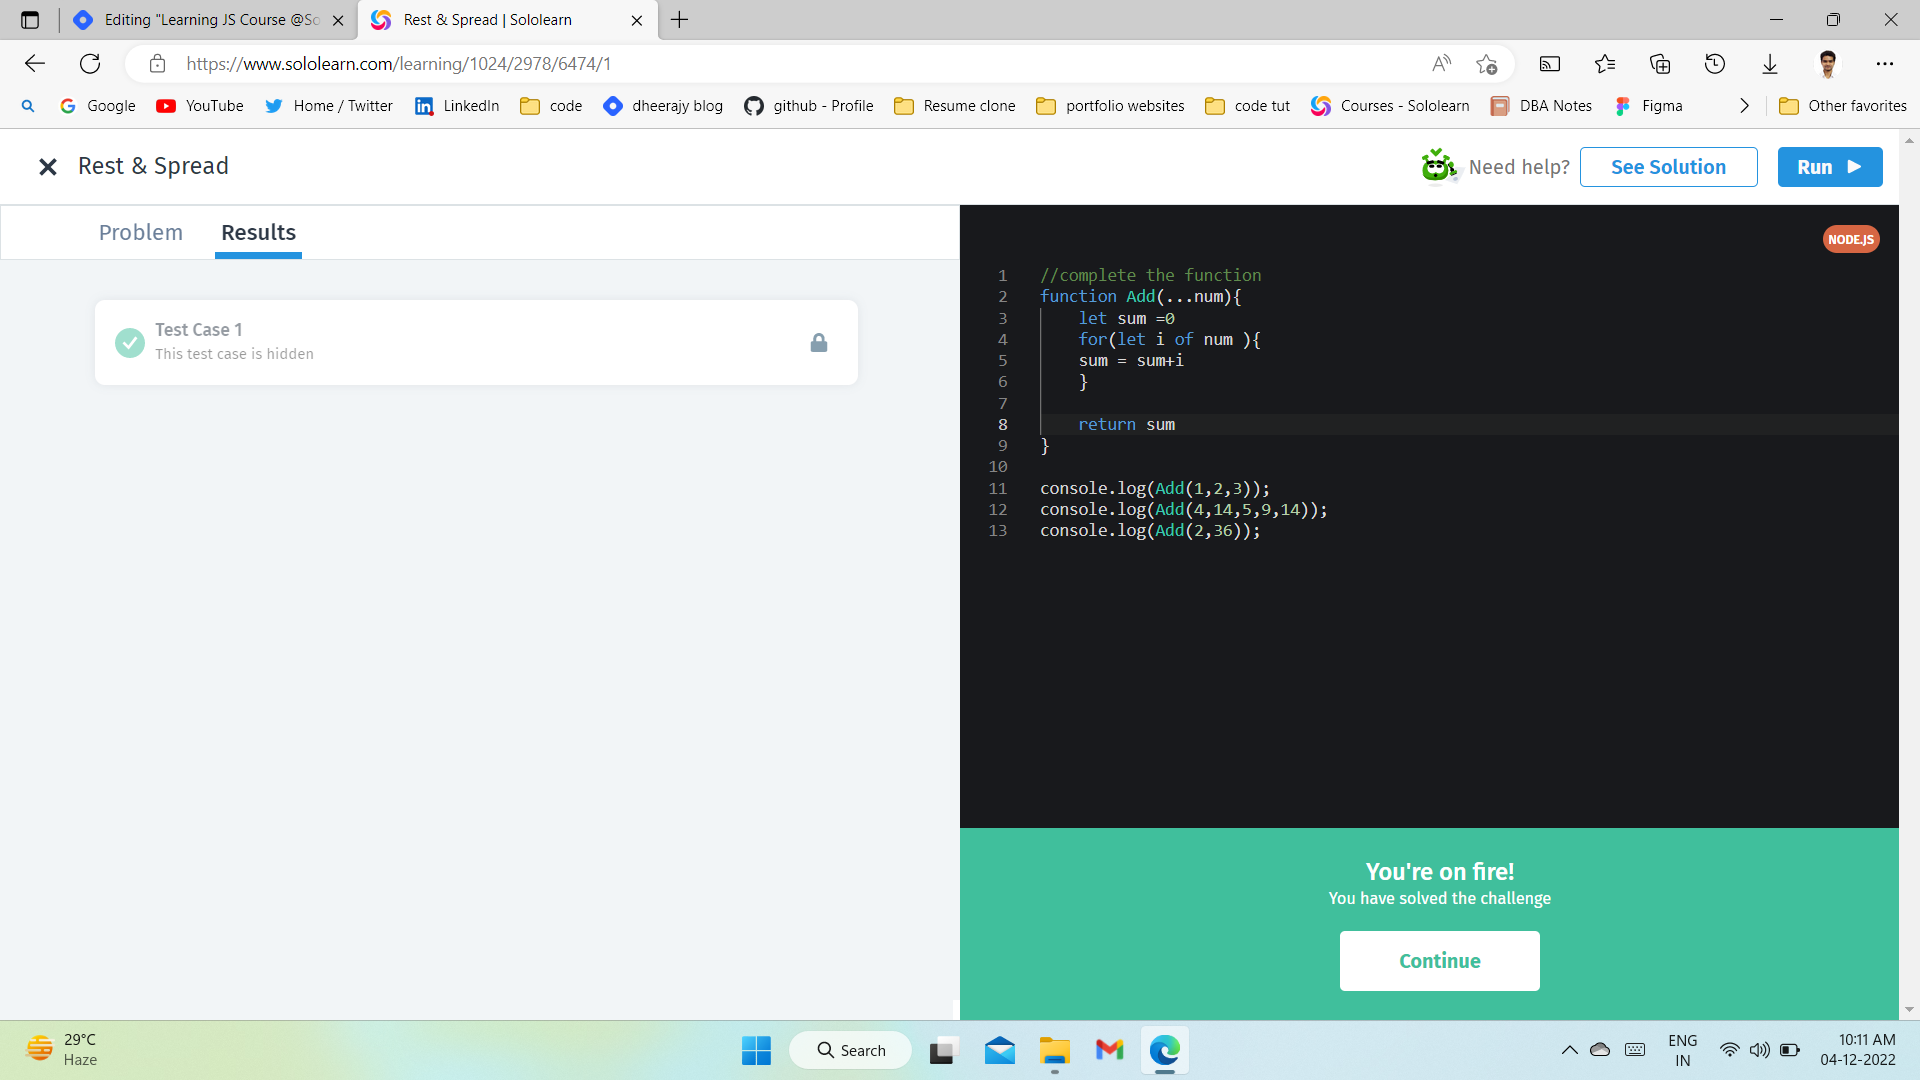 Editing "Learning JS Course @So
Rest & Spread | Sololearn
https://www.sololearn.com/learning/1024/2978/6474/1
Google YouTube Home / Twitter LinkedIn code dheerajy blog github - Profile Resume clone portfolio websites code tut Courses - Sololearn DBA Notes Figma Other favorites
Rest & Spread
Need help?
See Solution
Run
Problem
Results
Test Case 1
This test case is hidden
NODE.JS
1 //complete the function
2 function Add(...num){
3 let sum =0
4 for(let i of num ){
5 sum = sum+i
6 }
7
8 return sum
9 }
10
11 console.log(Add(1,2,3));
12 console.log(Add(4,14,5,9,14));
13 console.log(Add(2,36));
You're on fire!
You have solved the challenge
Continue
29°C
Haze
Search
ENG
IN
10:11 AM
04-12-2022